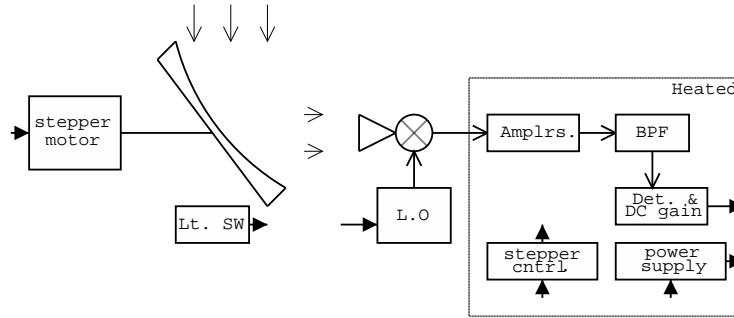 Heated
stepper
motor
Amplrs.
BPF
Lt. SW
L.O
Det. &
DC gain
stepper
cntrl.
power
supply